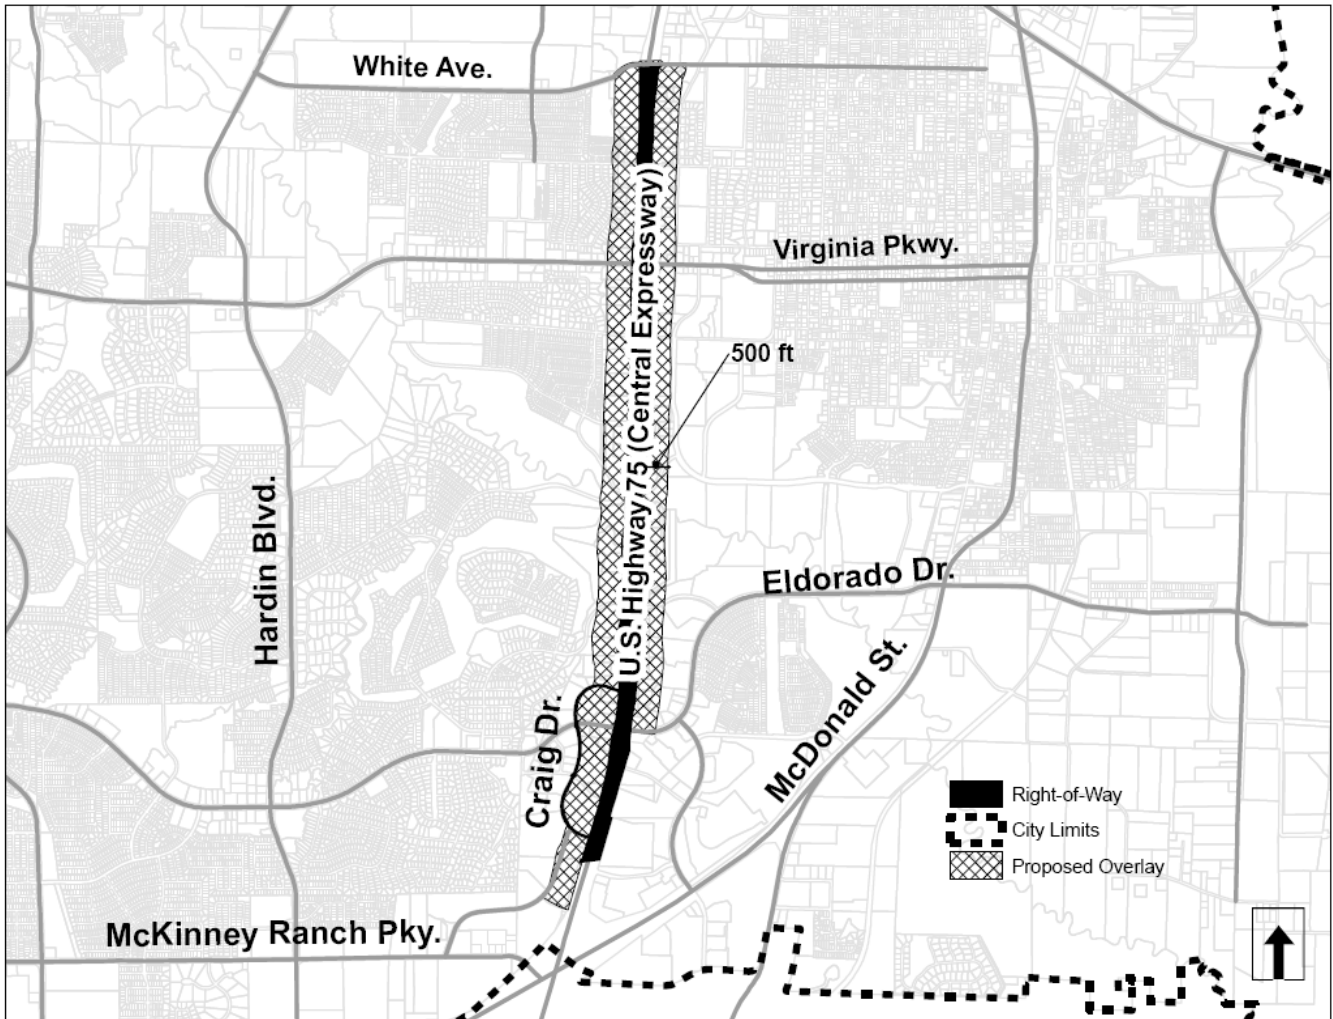 White Ave.
Virginia Pkwy.
U.S. Highway 75 (Central Expressway)
500 ft
Hardin Blvd.
Eldorado Dr.
McDonald St.
Craig Dr.
Right-of-Way
City Limits
Proposed Overlay
McKinney Ranch Pky.